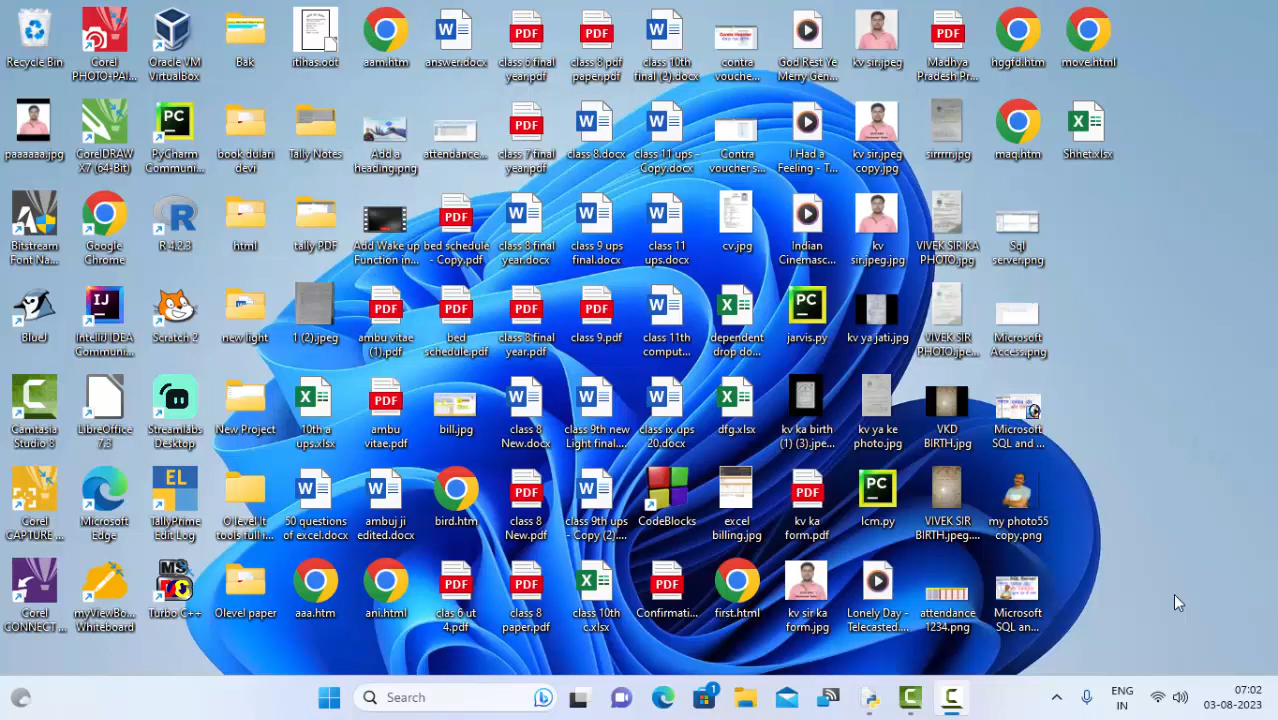 Recycle Bin
Corel
PHOTO-PAI...
Oracle VM
VirtualBox
Bak
itihas.odt
aam.htm
answer.docx
class 6 final
year.pdf
class 8 pdf
paper.pdf
class 10th
final (2).docx
contra
vouche...
God Rest Ye
Merry Gen...
kv sir.jpeg
Madhya
Pradesh Pr...
hggfd.htm
move.html
paaaaaa.jpg
CorelDRAW
X7 (64-Bit)
PyCharm
Communi...
book dulari
devi
Tally Notes
Add a
heading.png
attendance...
class 7 final
year.pdf
class 8.docx
class 11 ups -
Copy.docx
Contra
voucher s...
I Had a
Feeling - T...
kv sir.jpeg
copy.jpg
sirrrrr.jpg
maq.htm
Shhet.xlsx
Bitstream
Font Na...
Google
Chrome
R 4.2.3
html
tally PDF
Add Wake up
Function in...
bed schedule
- Copy.pdf
class 8 final
year.docx
class 9 ups
final.docx
class 11
ups.docx
cv.jpg
Indian
Cinemasc...
kv
sir.jpeg.jpg
VIVEK SIR KA
PHOTO.jpg
Sql
server.png
BlueJ
IntelliJ IDEA
Communi...
Scratch 2
new light
1 (2).jpeg
ambu vitae
(1).pdf
bed
schedule.pdf
class 8 final
year.pdf
class 9.pdf
class 11th
comput...
dependent
drop do...
jarvis.py
kv ya jati.jpg
VIVEK SIR
PHOTO.jpe...
Microsoft
Access.png
Camtasia
Studio 8
LibreOffice
7.3
Streamlabs
Desktop
New Project
10th a
ups.xlsx
ambu
vitae.pdf
bill.jpg
class 8
New.docx
class 9th new
Light final....
class ix ups
20.docx
dfg.xlsx
kv ka birth
(1) (3).jpe...
kv ya ke
photo.jpg
VKD
BIRTH.jpg
Microsoft
SQL and ...
Corel
CAPTURE ...
Microsoft
Edge
TallyPrime
Edit Log
O level It
tools full n...
50 questions
of excel.docx
ambuj ji
edited.docx
bird.htm
class 8
New.pdf
class 9th ups
- Copy (2)....
CodeBlocks
excel
billing.jpg
kv ka
form.pdf
lcm.py
VIVEK SIR
BIRTH.jpeg....
my photo55
copy.png
Corel
CONNECT ...
myViewBo...
Whiteboard
Turbo C++
Olevel paper
aaa.htm
ani.html
clas 6 ut
4.pdf
class 8
paper.pdf
class 10th
c.xlsx
Confirmati...
first.html
kv sir ka
form.jpg
Lonely Day -
Telecasted....
attendance
1234.png
Microsoft
SQL an...
Search
ENG
IN
07:02
03-08-2023